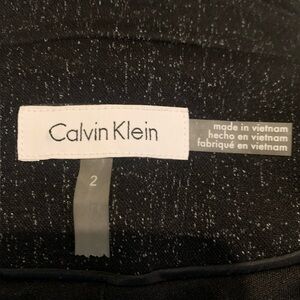 Calvin Klein
made in vietnam
hecho en vietnam
fabriqué en vietnam
2